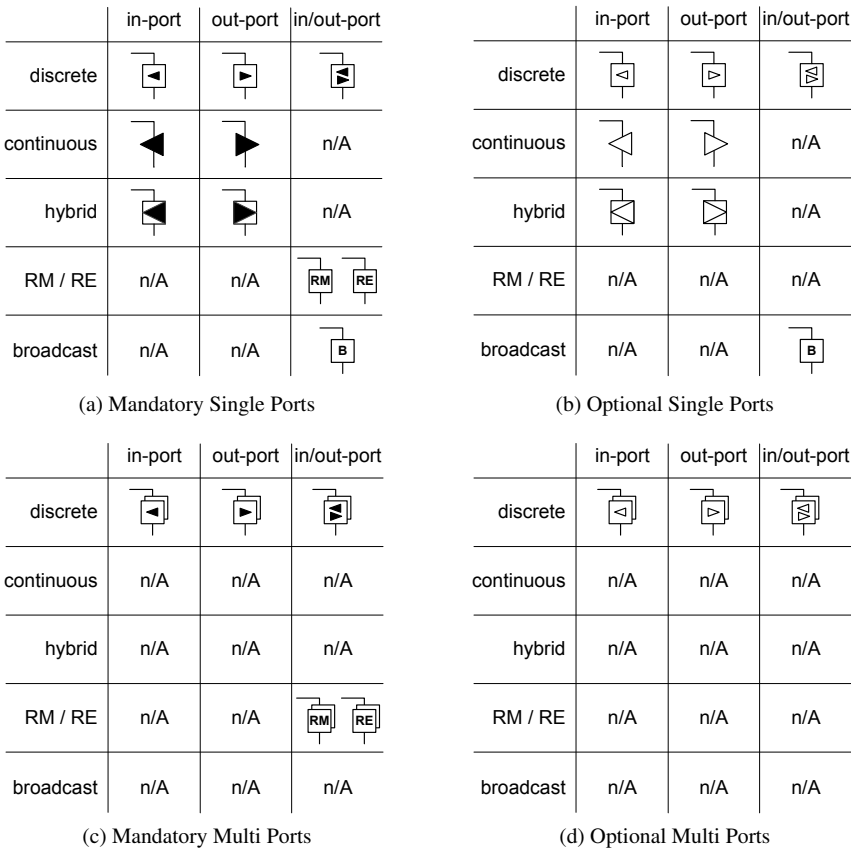 in-port out-port in/out-port
discrete
continuous n/A
hybrid n/A
RM / RE n/A n/A RM RE
broadcast n/A n/A B
(a) Mandatory Single Ports
in-port out-port in/out-port
discrete
continuous n/A
hybrid n/A
RM / RE n/A n/A n/A
broadcast n/A n/A B
(b) Optional Single Ports
in-port out-port in/out-port
discrete
continuous n/A n/A n/A
hybrid n/A n/A n/A
RM / RE n/A n/A RM RE
broadcast n/A n/A n/A
(c) Mandatory Multi Ports
in-port out-port in/out-port
discrete
continuous n/A n/A n/A
hybrid n/A n/A n/A
RM / RE n/A n/A n/A
broadcast n/A n/A n/A
(d) Optional Multi Ports